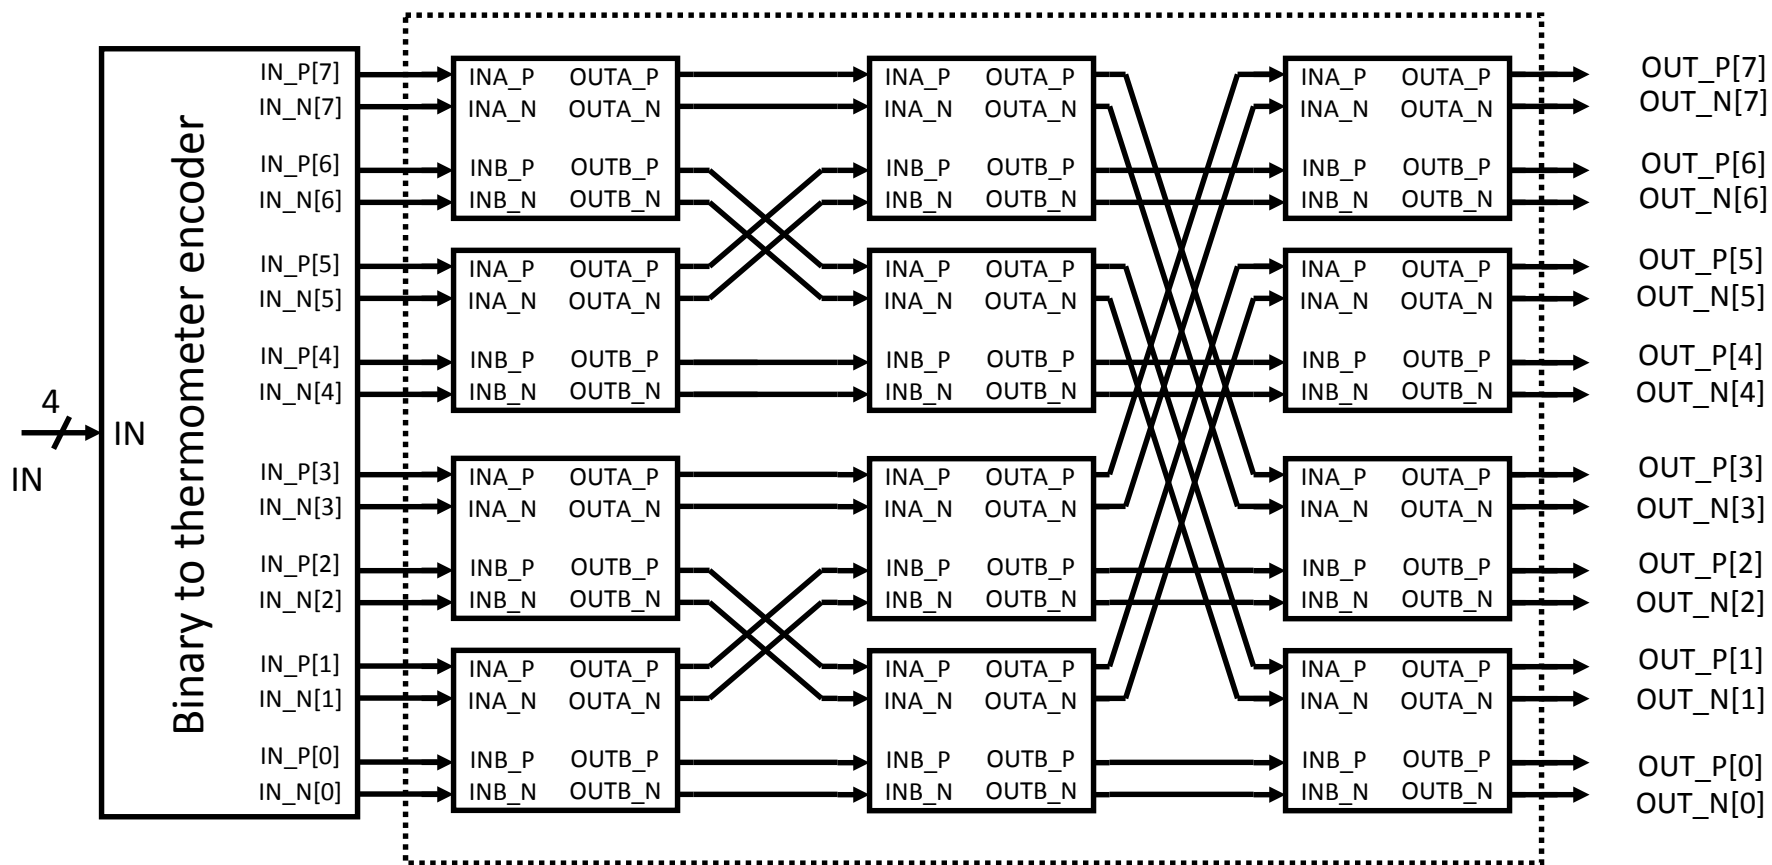 IN_P[7] INA_P OUTA_P INA_P OUTA_P INA_P OUTA_P OUT_P[7]
IN_N[7] INA_N OUTA_N INA_N OUTA_N INA_N OUTA_N OUT_N[7]
IN_P[6] INB_P OUTB_P INB_P OUTB_P INB_P OUTB_P OUT_P[6]
IN_N[6] INB_N OUTB_N INB_N OUTB_N INB_N OUTB_N OUT_N[6]
IN_P[5] INA_P OUTA_P INA_P OUTA_P INA_P OUTA_P OUT_P[5]
IN_N[5] INA_N OUTA_N INA_N OUTA_N INA_N OUTA_N OUT_N[5]
IN_P[4] INB_P OUTB_P INB_P OUTB_P INB_P OUTB_P OUT_P[4]
IN_N[4] INB_N OUTB_N INB_N OUTB_N INB_N OUTB_N OUT_N[4]
4
IN
IN
Binary to thermometer encoder
IN_P[3] INA_P OUTA_P INA_P OUTA_P INA_P OUTA_P OUT_P[3]
IN_N[3] INA_N OUTA_N INA_N OUTA_N INA_N OUTA_N OUT_N[3]
IN_P[2] INB_P OUTB_P INB_P OUTB_P INB_P OUTB_P OUT_P[2]
IN_N[2] INB_N OUTB_N INB_N OUTB_N INB_N OUTB_N OUT_N[2]
IN_P[1] INA_P OUTA_P INA_P OUTA_P INA_P OUTA_P OUT_P[1]
IN_N[1] INA_N OUTA_N INA_N OUTA_N INA_N OUTA_N OUT_N[1]
IN_P[0] INB_P OUTB_P INB_P OUTB_P INB_P OUTB_P OUT_P[0]
IN_N[0] INB_N OUTB_N INB_N OUTB_N INB_N OUTB_N OUT_N[0]